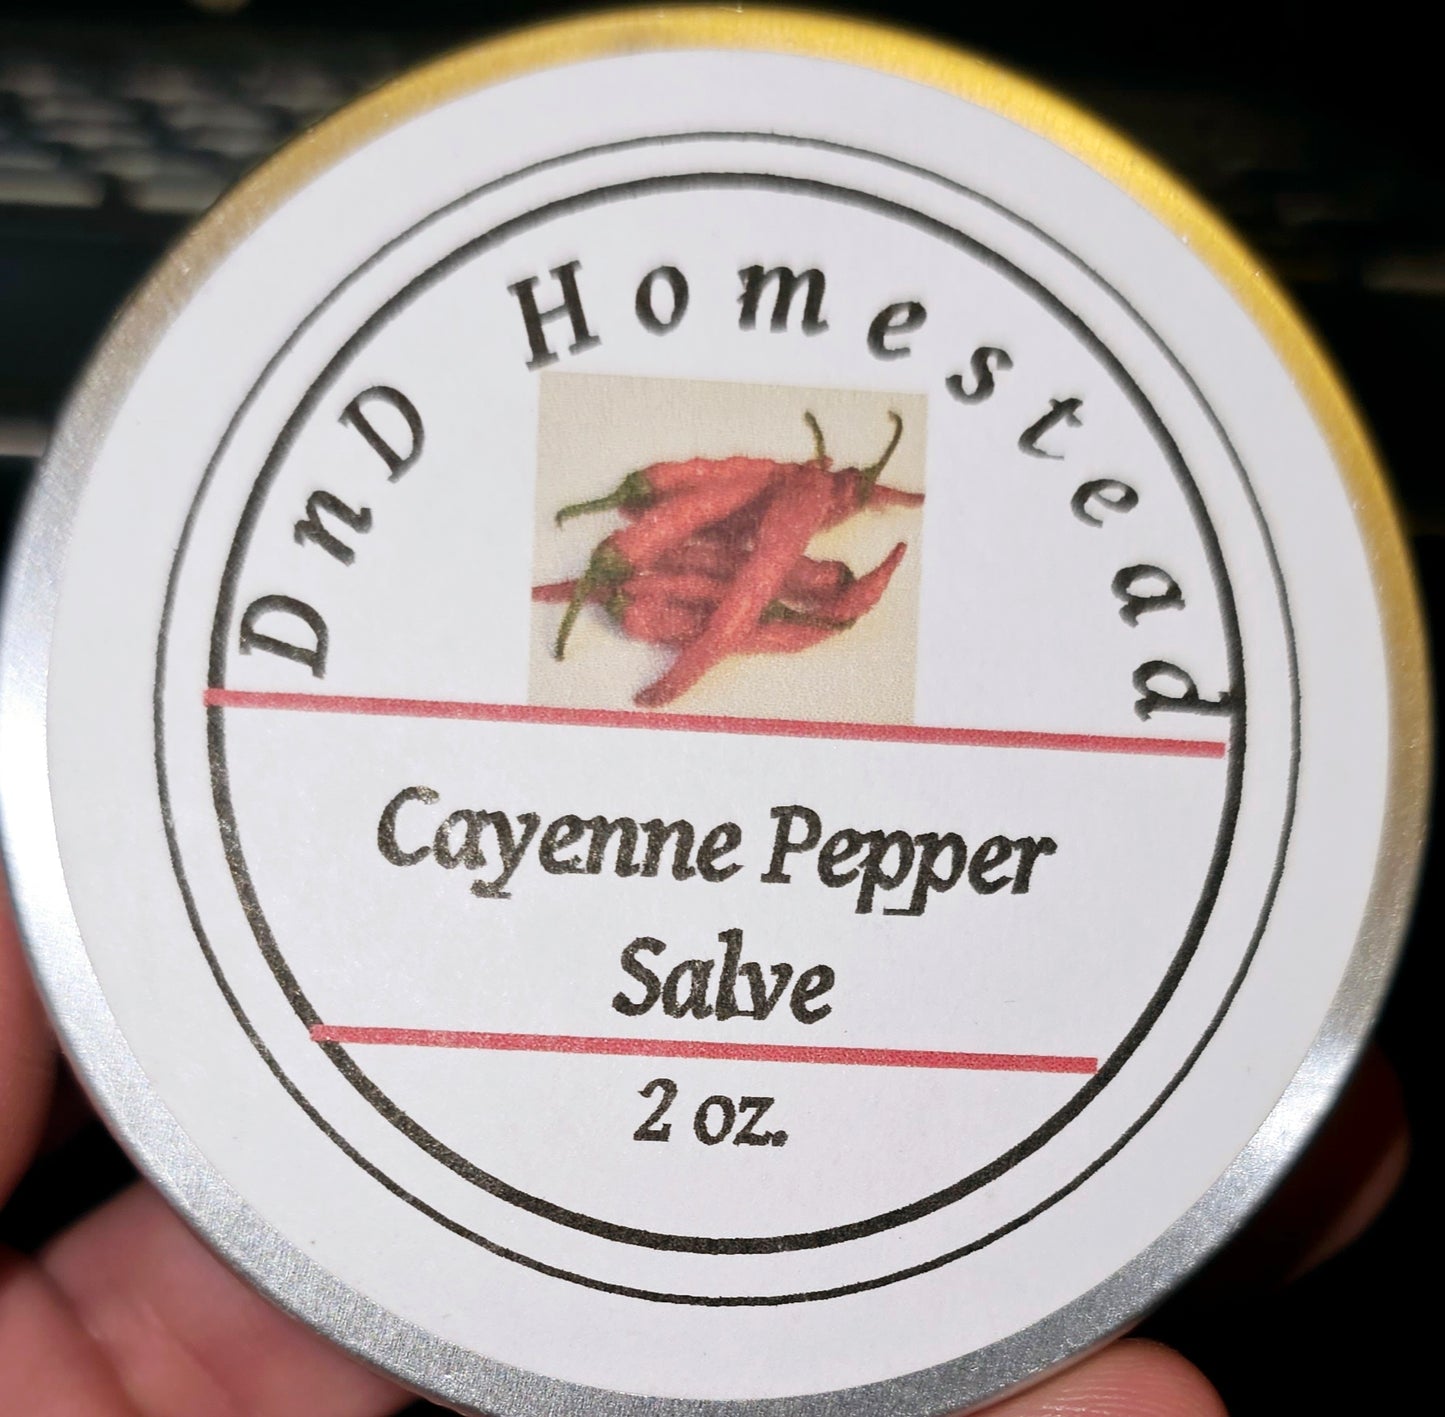 DnD Homestead
Cayenne Pepper
Salve
2 oz.